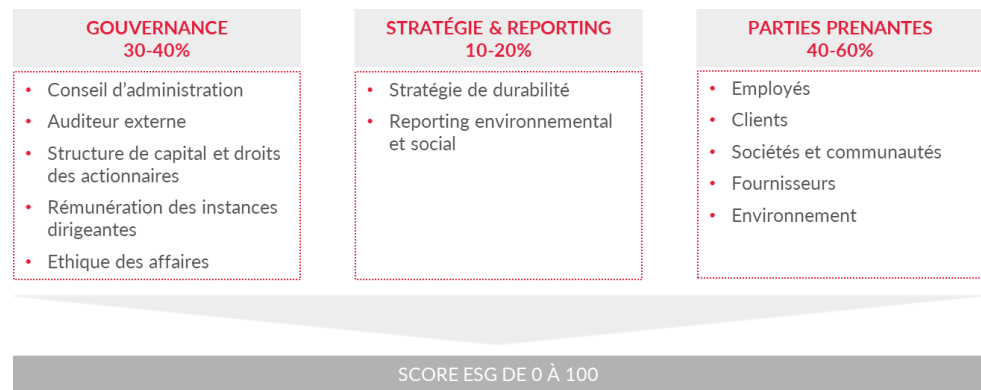 GOUVERNANCE
30-40%
• Conseil d'administration
• Auditeur externe
• Structure de capital et droits
des actionnaires
• Rémunération des instances
dirigeantes
• Ethique des affaires
STRATÉGIE & REPORTING
10-20%
• Stratégie de durabilité
• Reporting environnemental
et social
PARTIES PRENANTES
40-60%
• Employés
• Clients
• Sociétés et communautés
• Fournisseurs
• Environnement
SCORE ESG DE 0 À 100